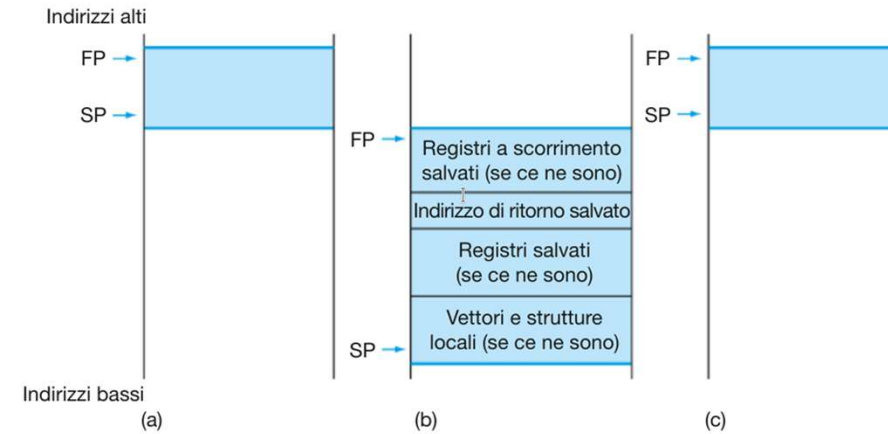 Indirizzi alti
FP
SP
FP
Registri a scorrimento
salvati (se ce ne sono)
Indirizzo di ritorno salvato
Registri salvati
(se ce ne sono)
Vettori e strutture
locali (se ce ne sono)
SP
FP
SP
Indirizzi bassi
(a)
(b)
(c)